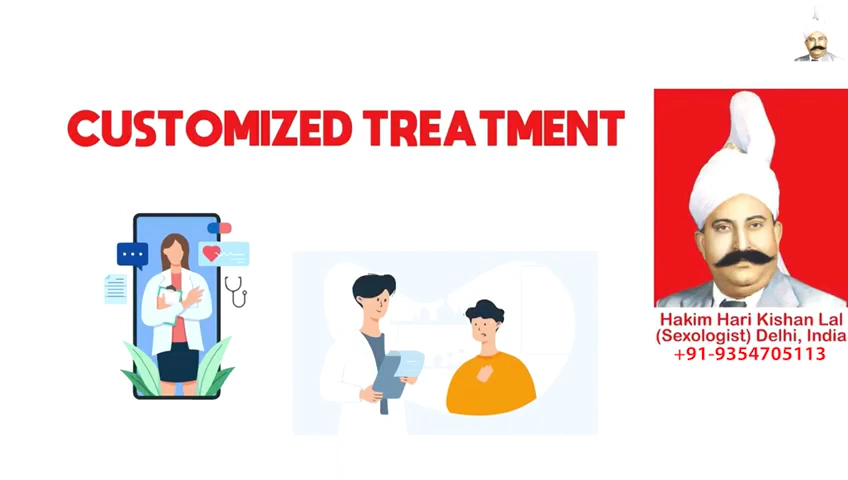 CUSTOMIZED TREATMENT
Hakim Hari Kishan Lal
(Sexologist) Delhi, India
+91-9354705113